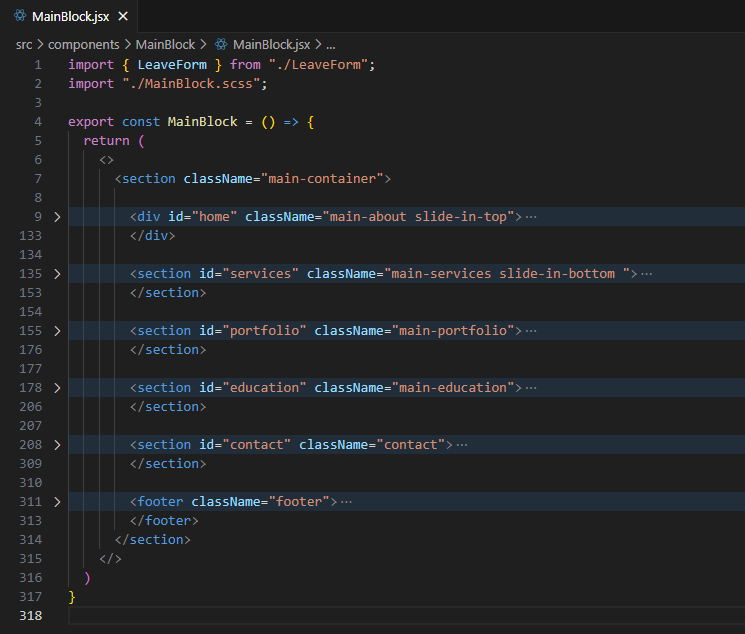 MainBlock.jsx ×
src > components > MainBlock > MainBlock.jsx > ...
1 import { LeaveForm } from "./LeaveForm";
2 import "./MainBlock.scss";
3
4 export const MainBlock = () => {
5 return (
6 <>
7 <section className="main-container">
8
9 > <div id="home" className="main-about slide-in-top">⋯
133 </div>
134
135 > <section id="services" className="main-services slide-in-bottom ">⋯
153 </section>
154
155 > <section id="portfolio" className="main-portfolio">⋯
176 </section>
177
178 > <section id="education" className="main-education">⋯
206 </section>
207
208 > <section id="contact" className="contact">⋯
309 </section>
310
311 > <footer className="footer">⋯
313 </footer>
314 </section>
315 </>
316 )
317 }
318